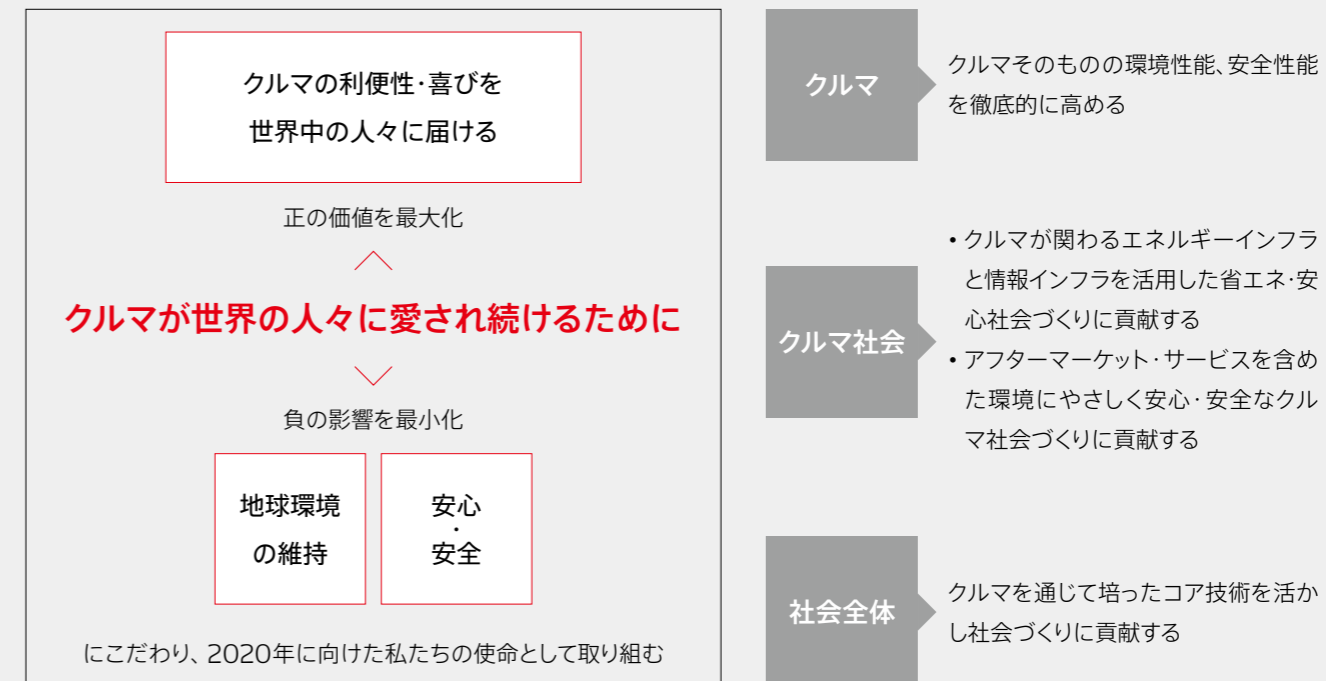 クルマの利便性・喜びを
世界中の人々に届ける
正の価値を最大化
クルマが世界の人々に愛され続けるために
負の影響を最小化
地球環境
の維持
安心
・
安全
にこだわり、2020年に向けた私たちの使命として取り組む
クルマ
クルマそのものの環境性能、安全性能
を徹底的に高める
クルマ社会
• クルマが関わるエネルギーインフラ
と情報インフラを活用した省エネ・安
心社会づくりに貢献する
• アフターマーケット・サービスを含め
た環境にやさしく安心・安全なクル
マ社会づくりに貢献する
社会全体
クルマを通じて培ったコア技術を活か
し社会づくりに貢献する